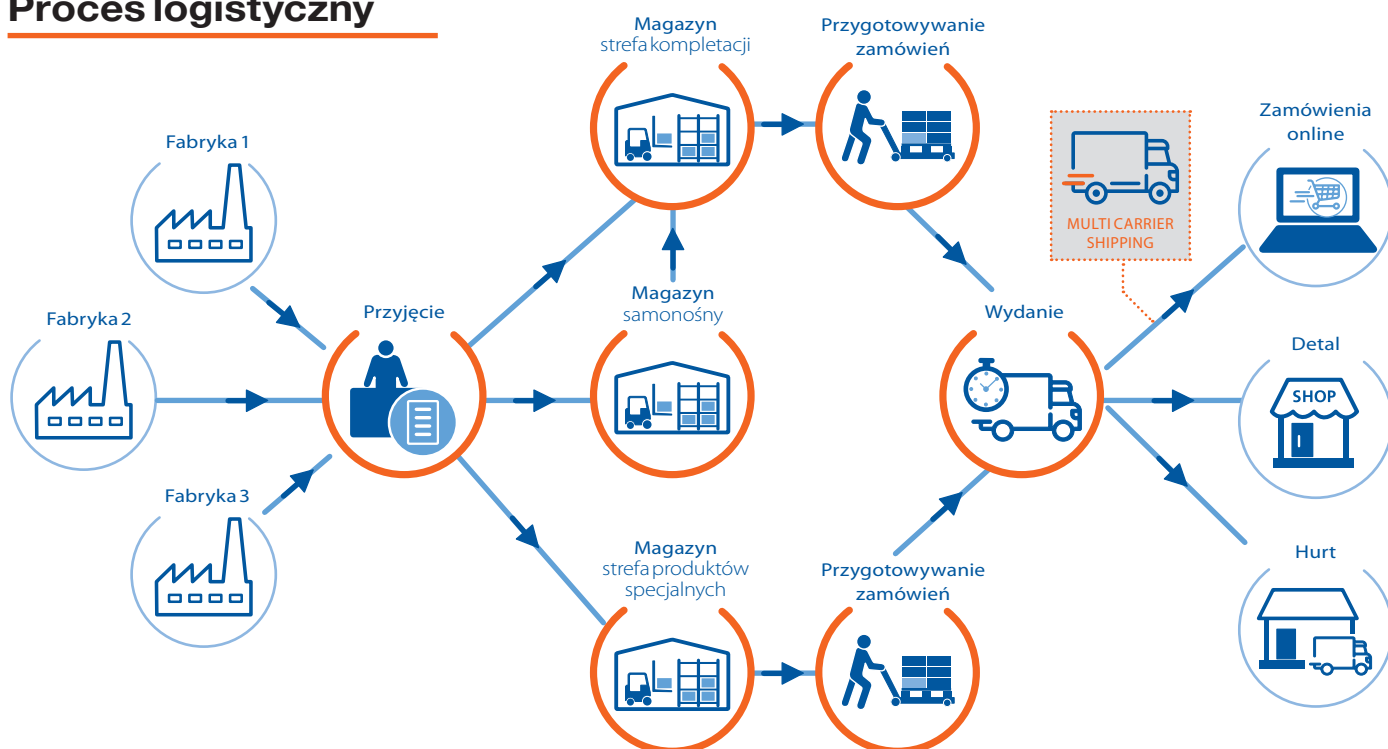 Proces logistyczny
Magazyn
strefa kompletacji
Przygotowywanie
zamówień
Zamówienia
online
Fabryka 1
MULTI CARRIER
SHIPPING
Magazyn
samonośny
Fabryka 2
Przyjęcie
Wydanie
Detal
SHOP
Fabryka 3
Magazyn
strefa produktów
specjalnych
Przygotowywanie
zamówień
Hurt